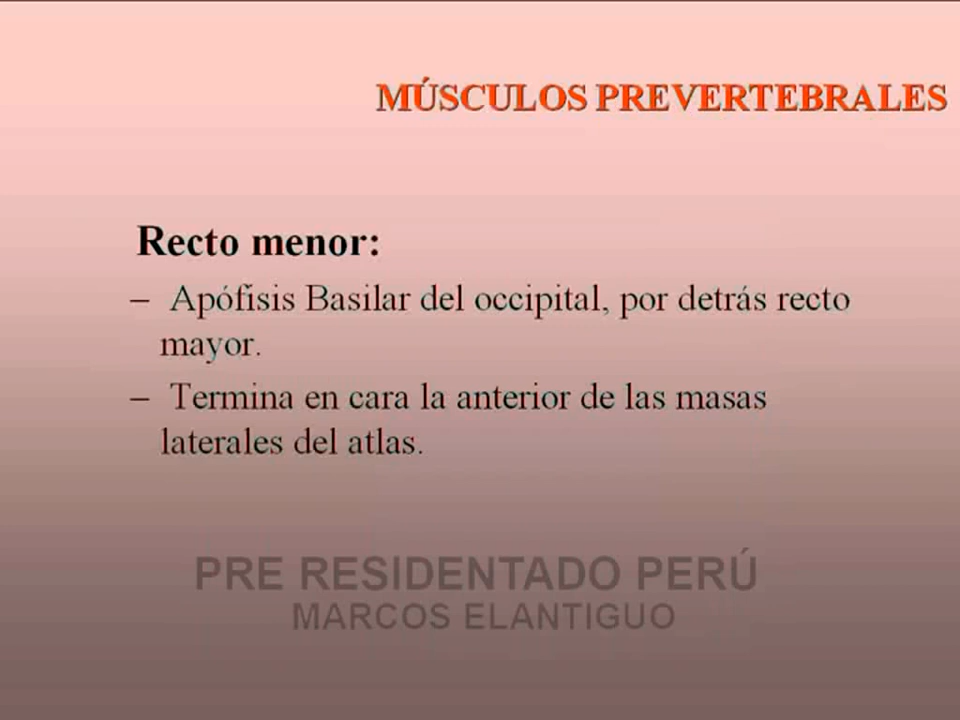 MÚSCULOS PREVERTEBRALES
Recto menor:
– Apófisis Basilar del occipital, por detrás recto
mayor.
– Termina en cara la anterior de las masas
laterales del atlas.
PRE RESIDENTADO PERÚ
MARCOS ELANTIGUO